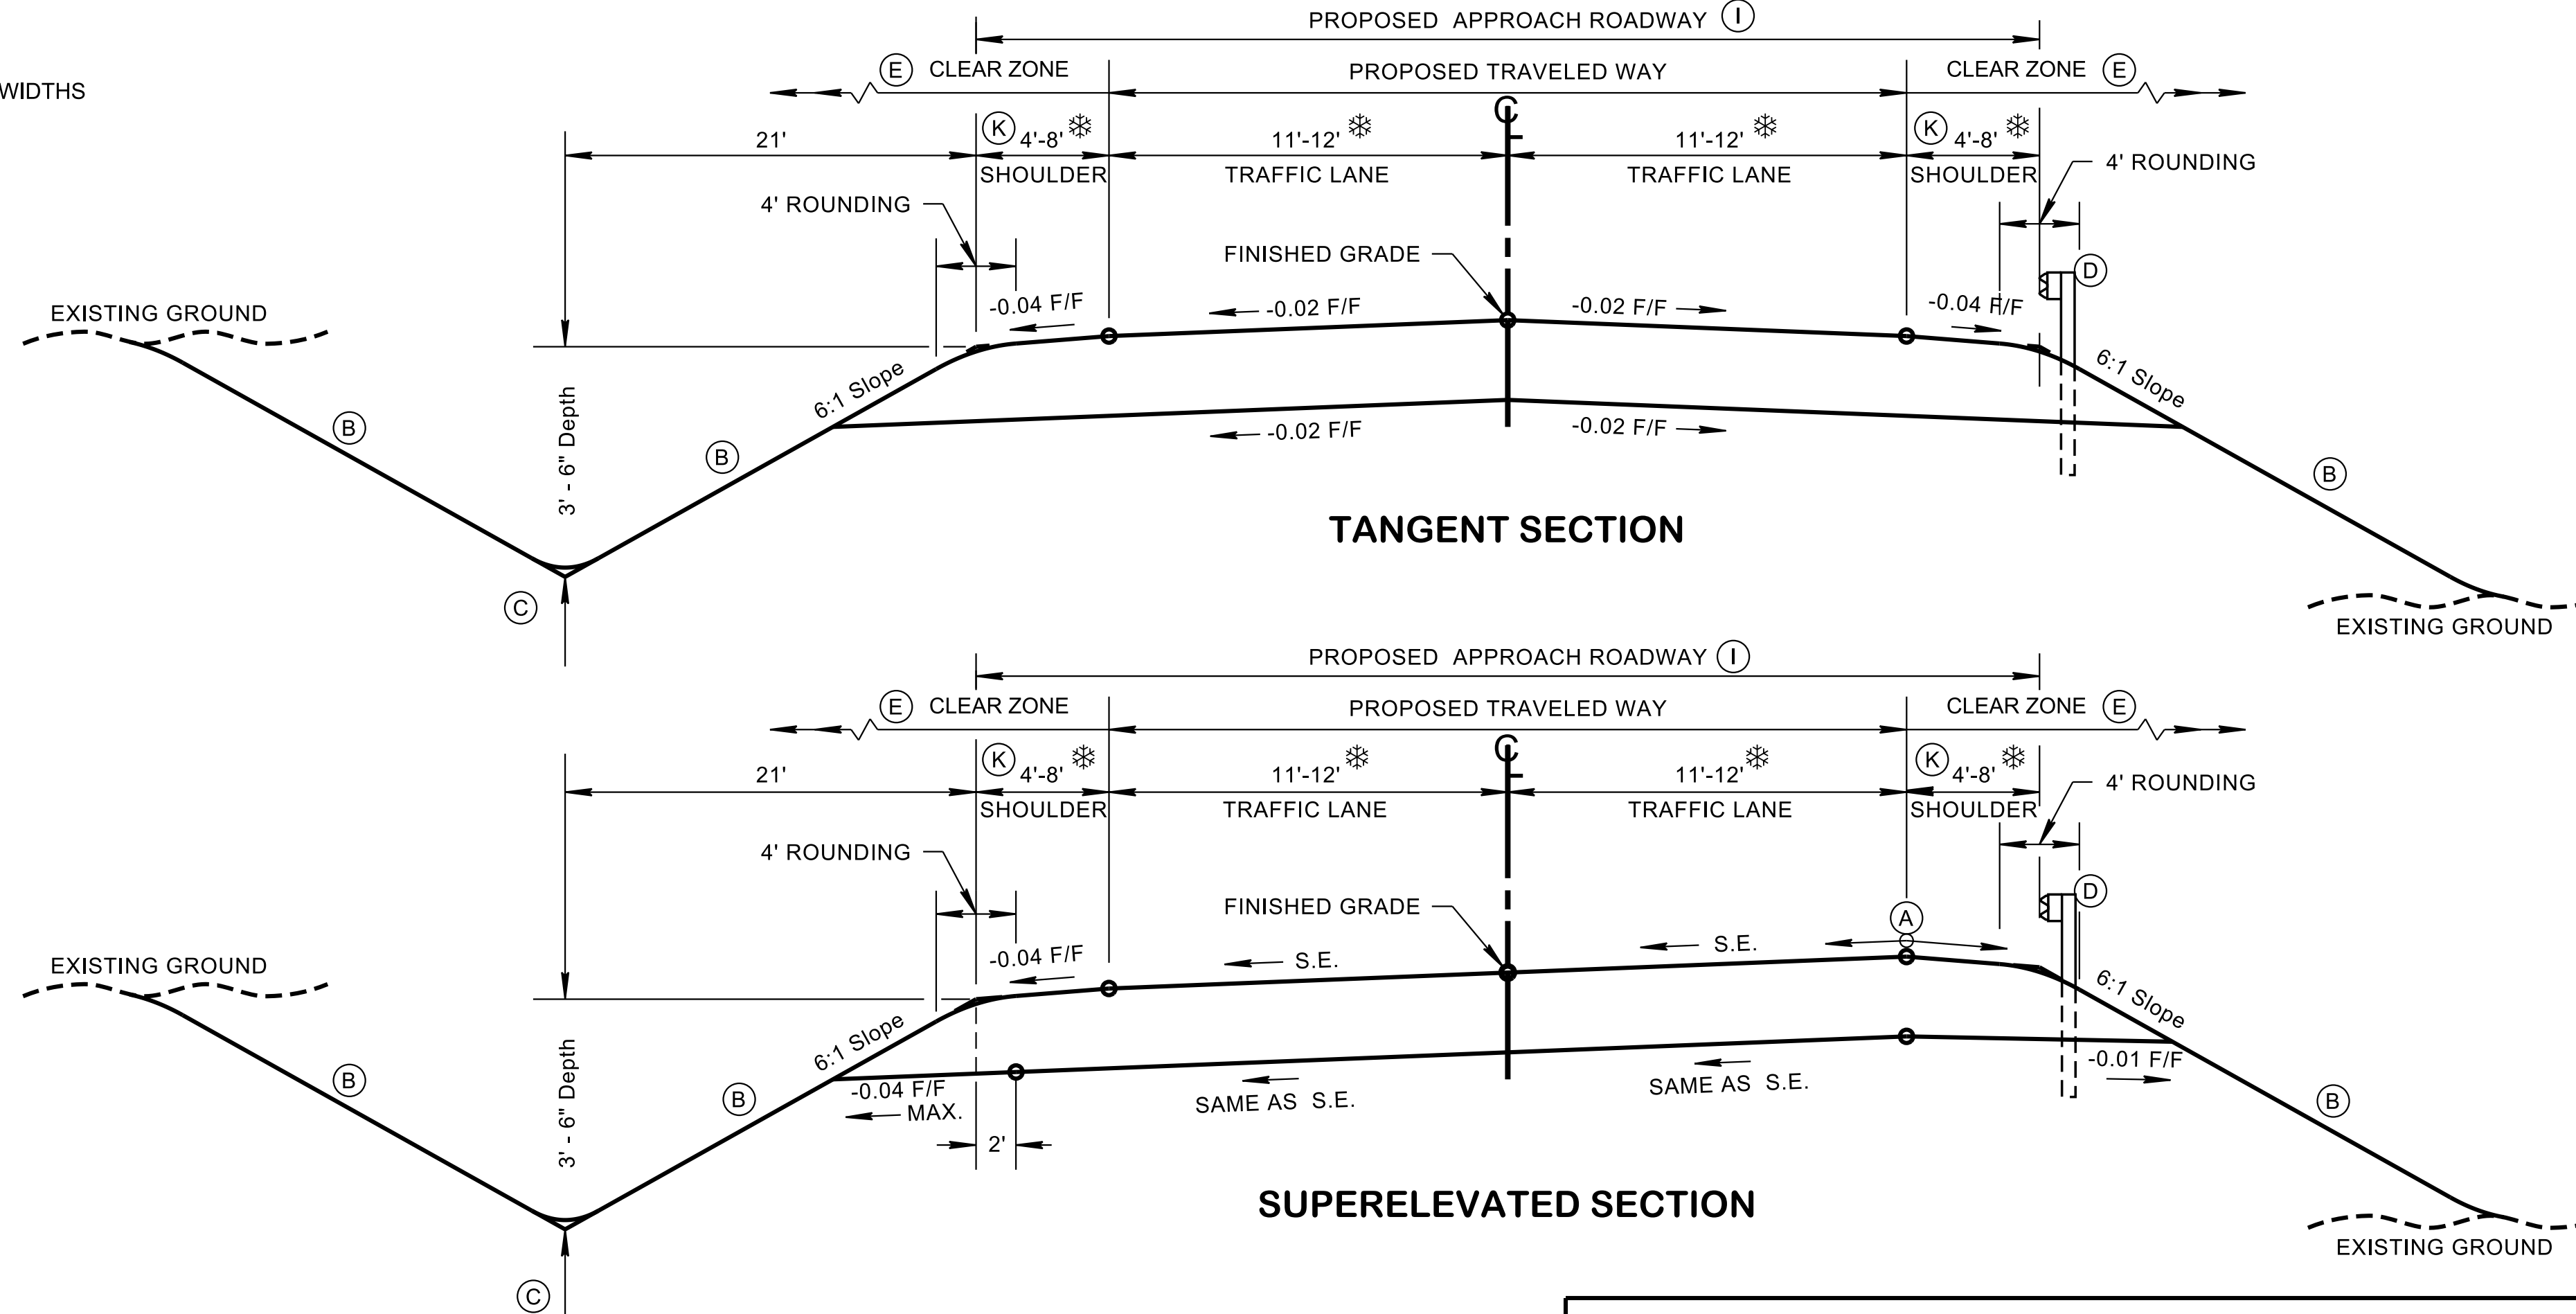 PROPOSED APPROACH ROADWAY I
E CLEAR ZONE
PROPOSED TRAVELED WAY
CLEAR ZONE E
WIDTHS
21'
K 4'-8'
11'-12'
CL
11'-12'
K 4'-8'
SHOULDER
TRAFFIC LANE
TRAFFIC LANE
SHOULDER
4' ROUNDING
4' ROUNDING
FINISHED GRADE
D
EXISTING GROUND
-0.04 F/F
-0.02 F/F
-0.02 F/F
-0.04 F/F
6:1 Slope
6:1 Slope
B
B
3' - 6" Depth
-0.02 F/F
-0.02 F/F
B
TANGENT SECTION
C
EXISTING GROUND
PROPOSED APPROACH ROADWAY I
E CLEAR ZONE
PROPOSED TRAVELED WAY
CLEAR ZONE E
21'
K 4'-8'
11'-12'
CL
11'-12'
K 4'-8'
SHOULDER
TRAFFIC LANE
TRAFFIC LANE
SHOULDER
4' ROUNDING
4' ROUNDING
FINISHED GRADE
A
D
EXISTING GROUND
-0.04 F/F
S.E.
S.E.
6:1 Slope
6:1 Slope
B
B
3' - 6" Depth
-0.04 F/F
MAX.
SAME AS S.E.
SAME AS S.E.
-0.01 F/F
B
2'
SUPERELEVATED SECTION
EXISTING GROUND
C